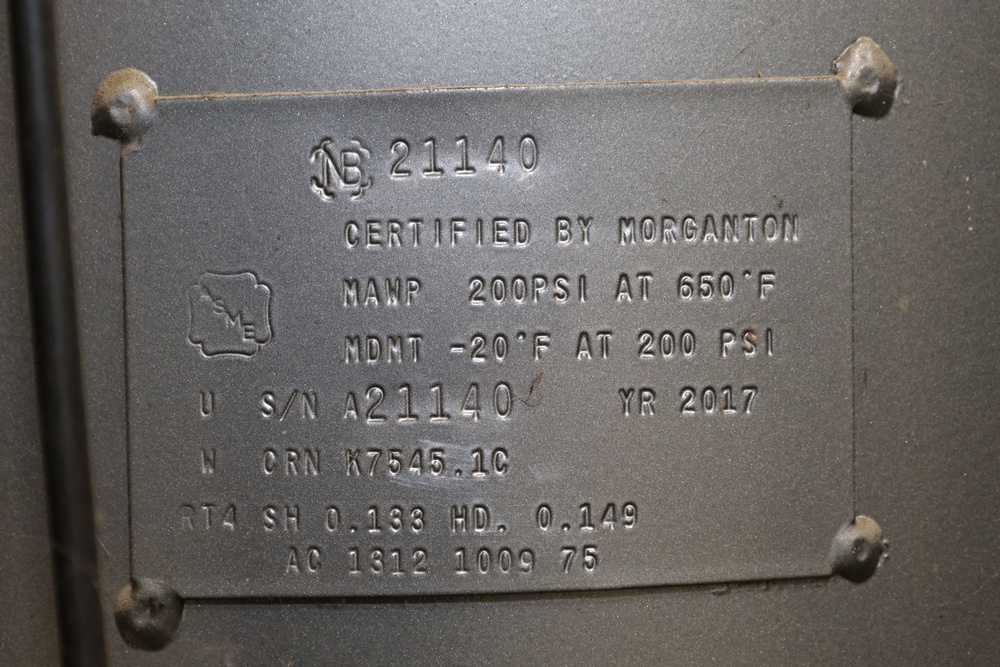 NB 21140
CERTIFIED BY MORGANTON
MAWP 200PSI AT 650°F
ASME
MDMT -20°F AT 200 PSI
U S/N A21140 YR 2017
W CRN K7545.1C
RT4 SH 0.133 HD. 0.149
AC 1312 1009 75